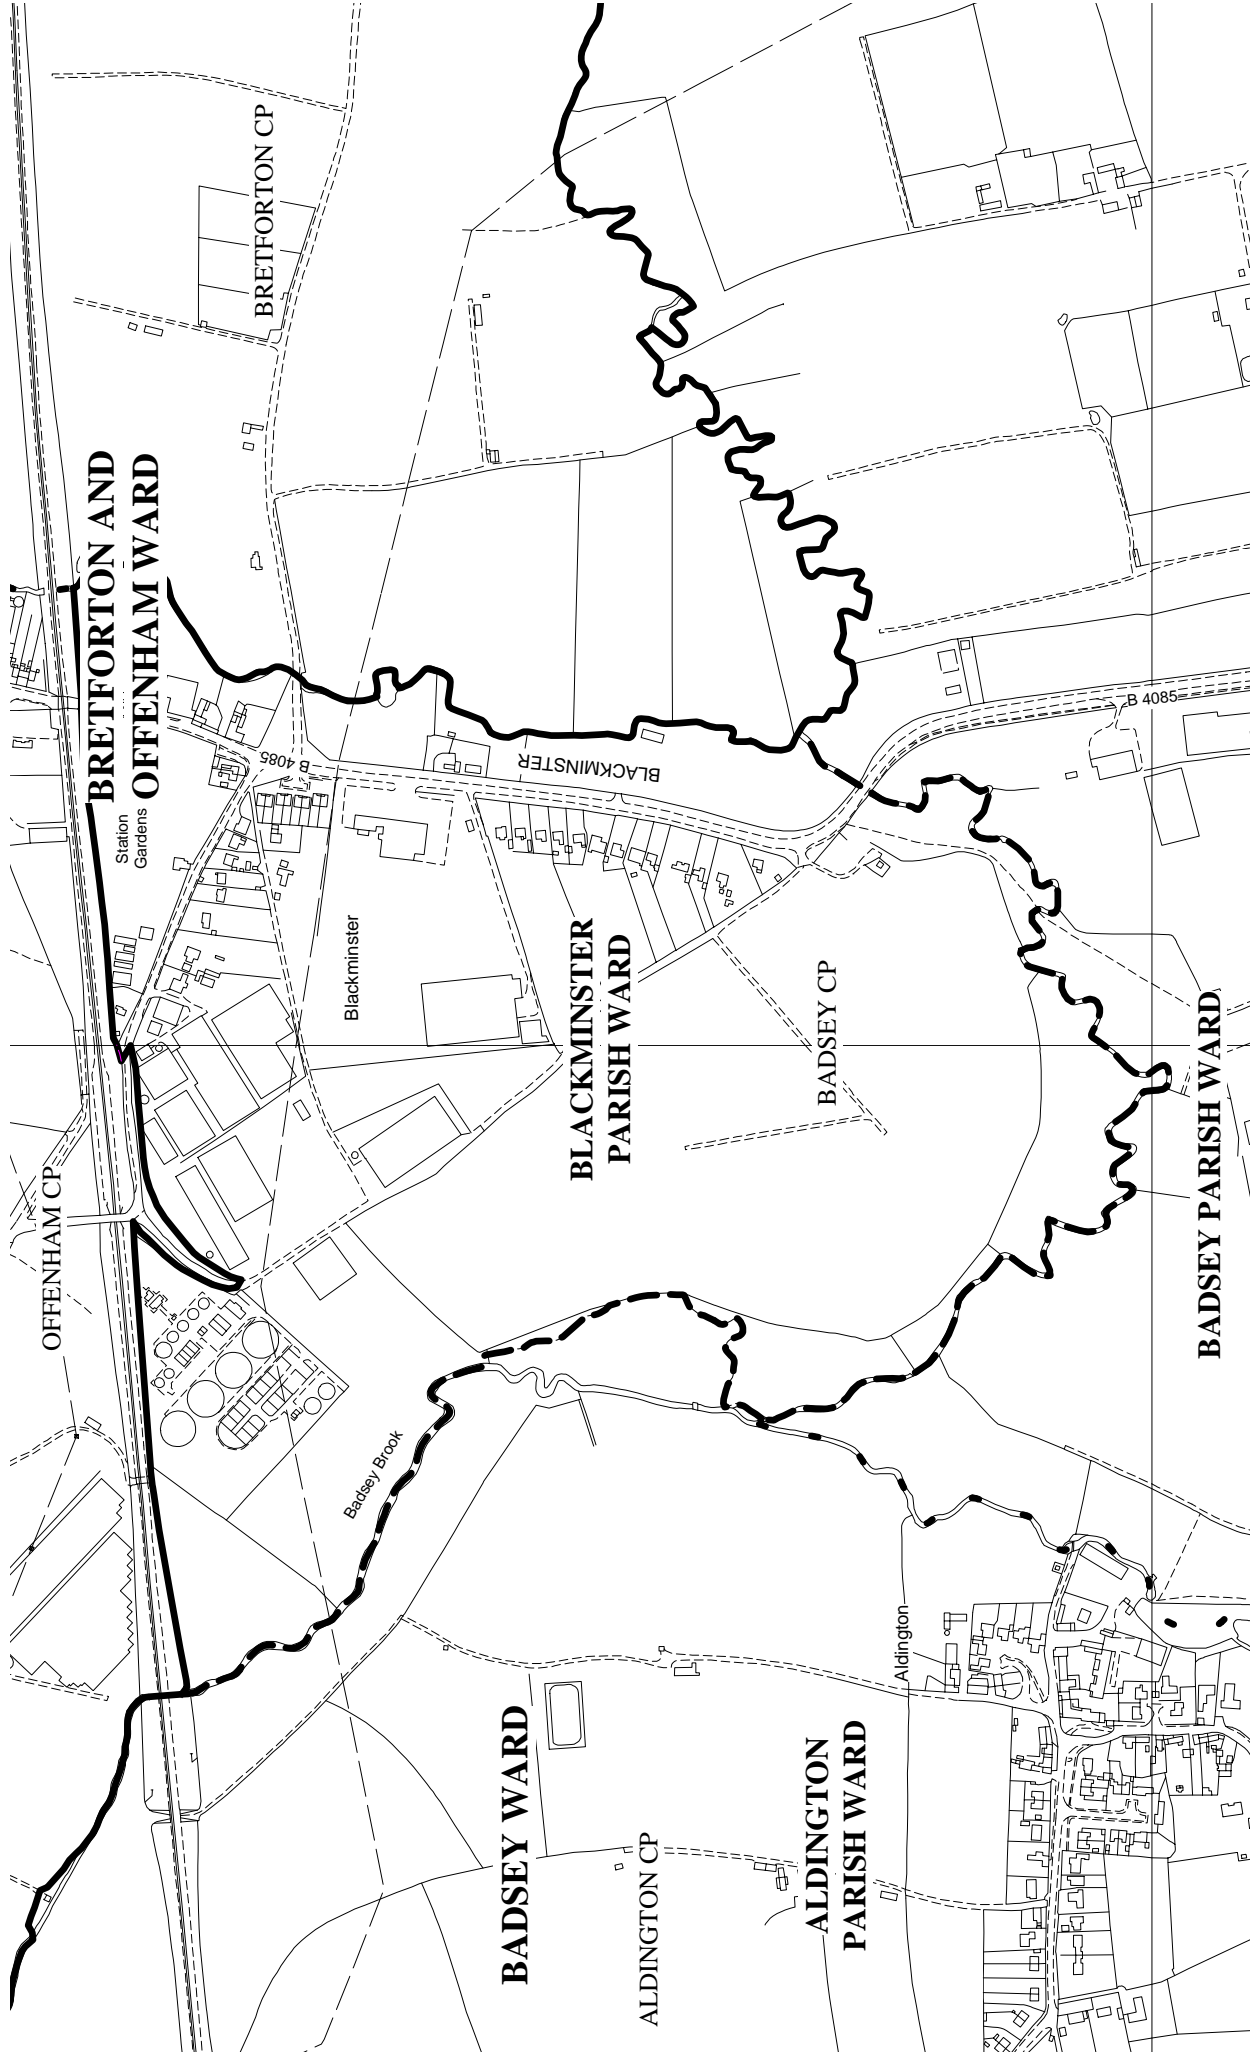 BRETFORTON CP
BRETFORTON AND
OFFENHAM WARD
Station
Gardens
B 4085
BLACKMINSTER
B 4085
Blackminster
BLACKMINSTER
PARISH WARD
BADSEY CP
BADSEY PARISH WARD
OFFENHAM CP
Badsey Brook
Aldington
BADSEY WARD
ALDINGTON
PARISH WARD
ALDINGTON CP